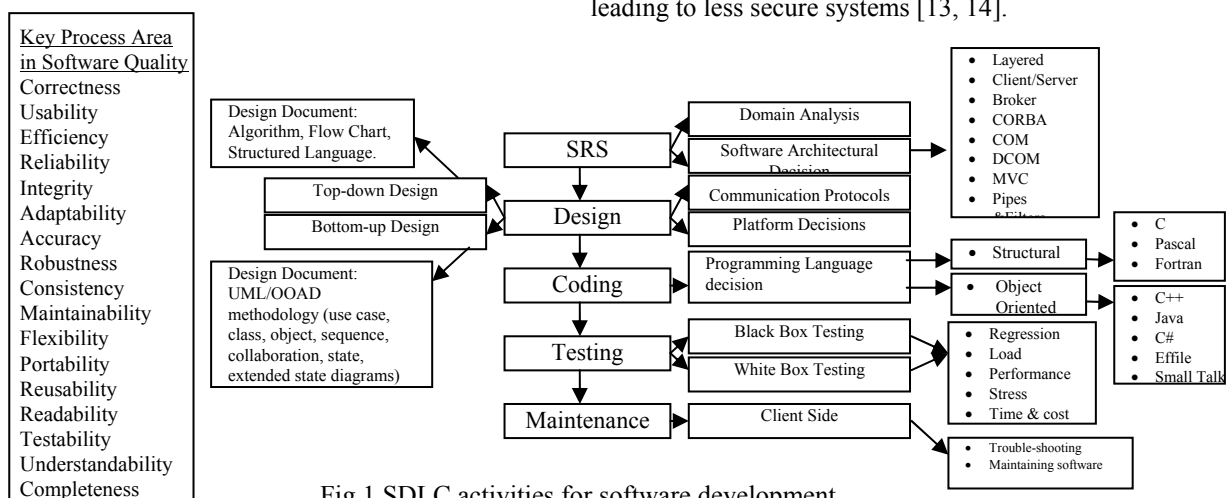 leading to less secure systems [13, 14].
Key Process Area
in Software Quality
Correctness
Usability
Efficiency
Reliability
Integrity
Adaptability
Accuracy
Robustness
Consistency
Maintainability
Flexibility
Portability
Reusability
Readability
Testability
Understandability
Completeness
Design Document:
Algorithm, Flow Chart,
Structured Language.
Top-down Design
Bottom-up Design
Design Document:
UML/OOAD
methodology (use case,
class, object, sequence,
collaboration, state,
extended state diagrams)
SRS
Design
Coding
Testing
Maintenance
Domain Analysis
Software Architectural
Decision
Communication Protocols
Platform Decisions
Programming Language
decision
Black Box Testing
White Box Testing
Client Side
• Layered
• Client/Server
• Broker
• CORBA
• COM
• DCOM
• MVC
• Pipes
&Filters
• Structural
• Object
Oriented
• C
• Pascal
• Fortran
• C++
• Java
• C#
• Effile
• Small Talk
• Regression
• Load
• Performance
• Stress
• Time & cost
• Trouble-shooting
• Maintaining software
Fig 1 SDLC activities for software development